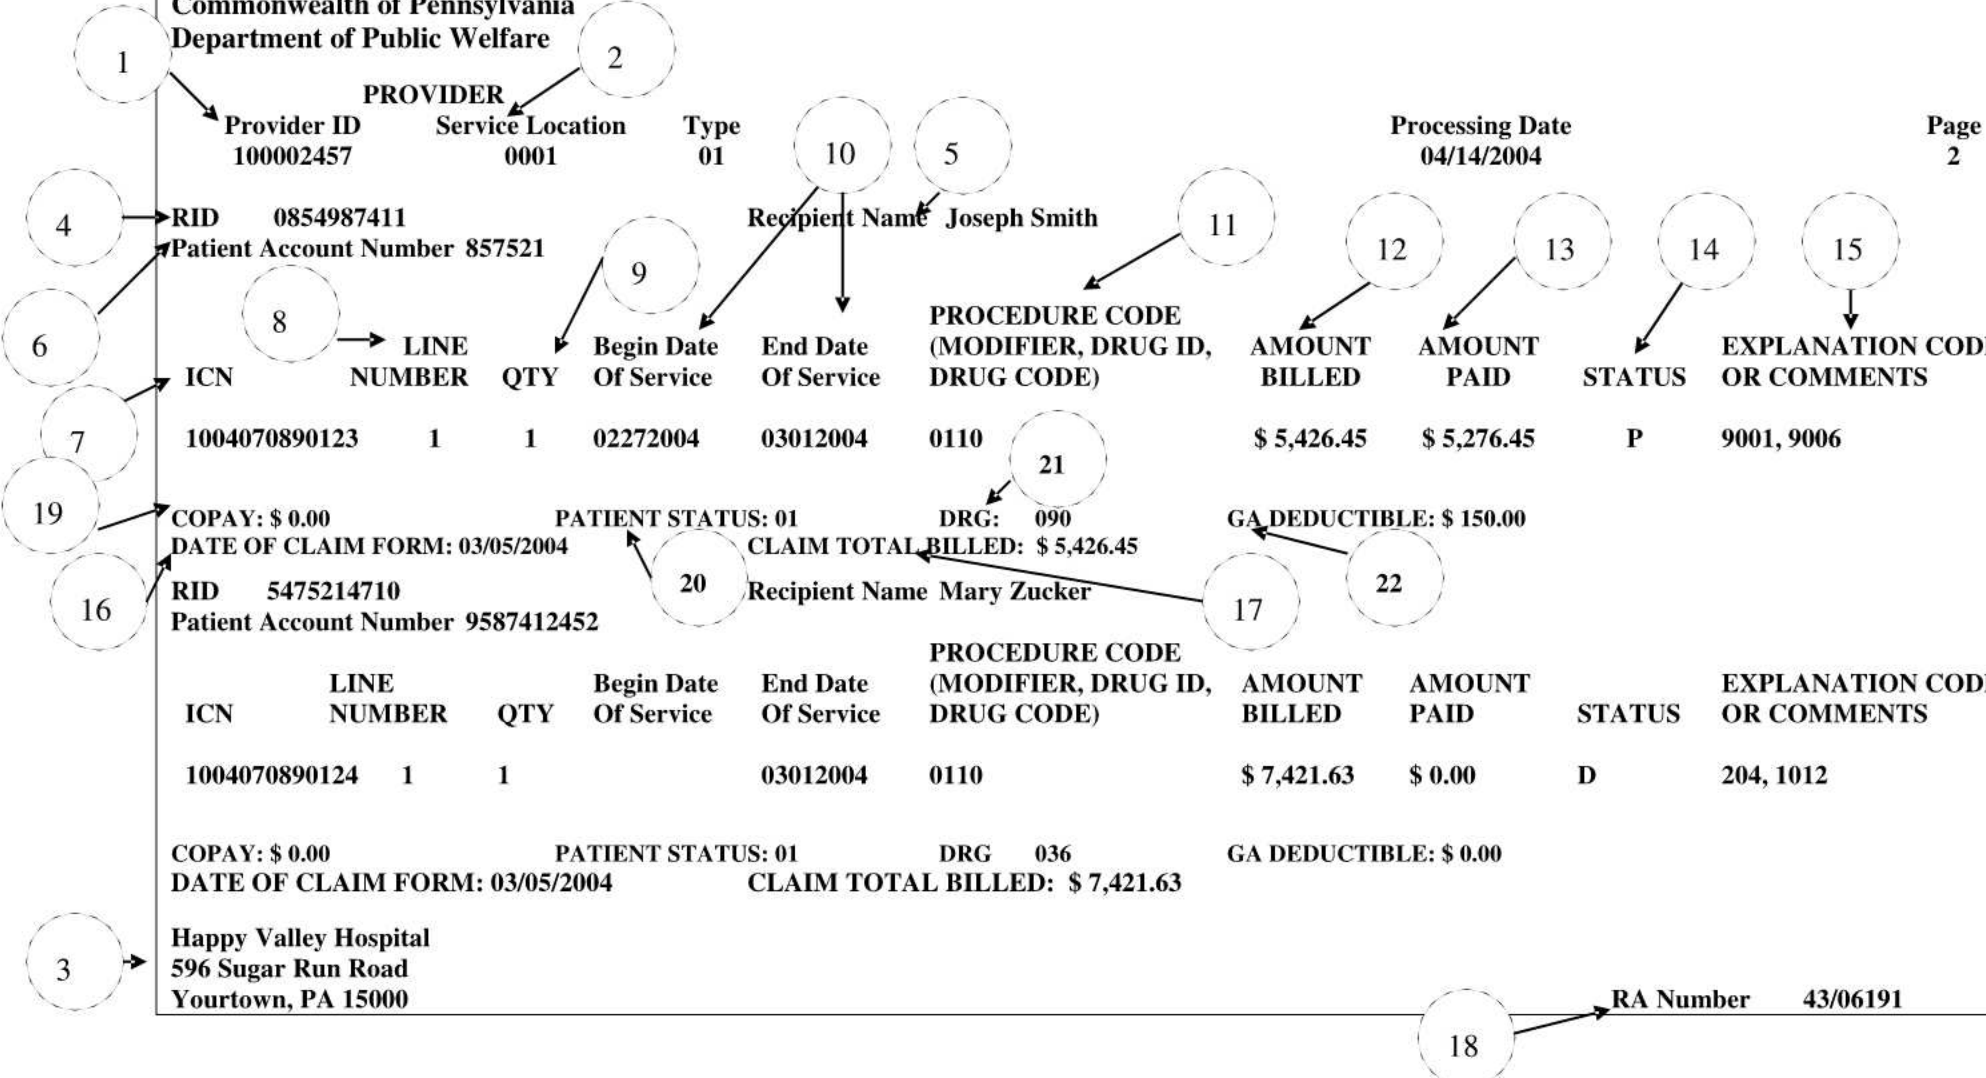 Commonwealth of Pennsylvania
Department of Public Welfare
1
2
PROVIDER
Provider ID Service Location Type 10 5 Processing Date Page
100002457 0001 01 04/14/2004 2
4 RID 0854987411 Recipient Name Joseph Smith 11
Patient Account Number 857521 12 13 14 15
9
8
6
PROCEDURE CODE
LINE Begin Date End Date (MODIFIER, DRUG ID, AMOUNT AMOUNT EXPLANATION
ICN NUMBER QTY Of Service Of Service DRUG CODE) BILLED PAID STATUS OR COMMENTS
7
1004070890123 1 1 02272004 03012004 0110 $ 5,426.45 $ 5,276.45 P 9001, 9006
21
19
COPAY: $ 0.00 PATIENT STATUS: 01 DRG: 090 GA DEDUCTIBLE: $ 150.00
DATE OF CLAIM FORM: 03/05/2004 CLAIM TOTAL BILLED: $ 5,426.45
20 22
16 17
RID 5475214710 Recipient Name Mary Zucker
Patient Account Number 9587412452
PROCEDURE CODE
LINE Begin Date End Date (MODIFIER, DRUG ID, AMOUNT AMOUNT EXPLANATION
ICN NUMBER QTY Of Service Of Service DRUG CODE) BILLED PAID STATUS OR COMMENTS
1004070890124 1 1 03012004 0110 $ 7,421.63 $ 0.00 D 204, 1012
COPAY: $ 0.00 PATIENT STATUS: 01 DRG 036 GA DEDUCTIBLE: $ 0.00
DATE OF CLAIM FORM: 03/05/2004 CLAIM TOTAL BILLED: $ 7,421.63
Happy Valley Hospital
3 596 Sugar Run Road
Yourtown, PA 15000 RA Number 43/06191
18